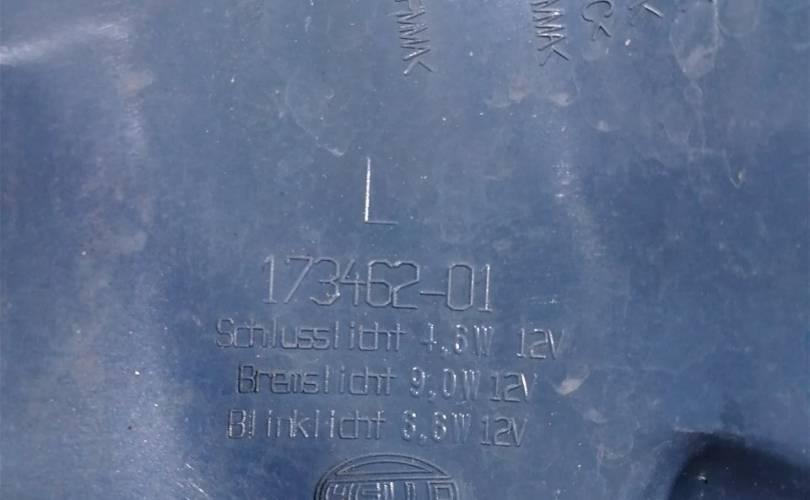 L
173462-01
Schlusslicht 4.6W 12V
Bremslicht 9.0W 12V
Blinklicht 6.6W 12V